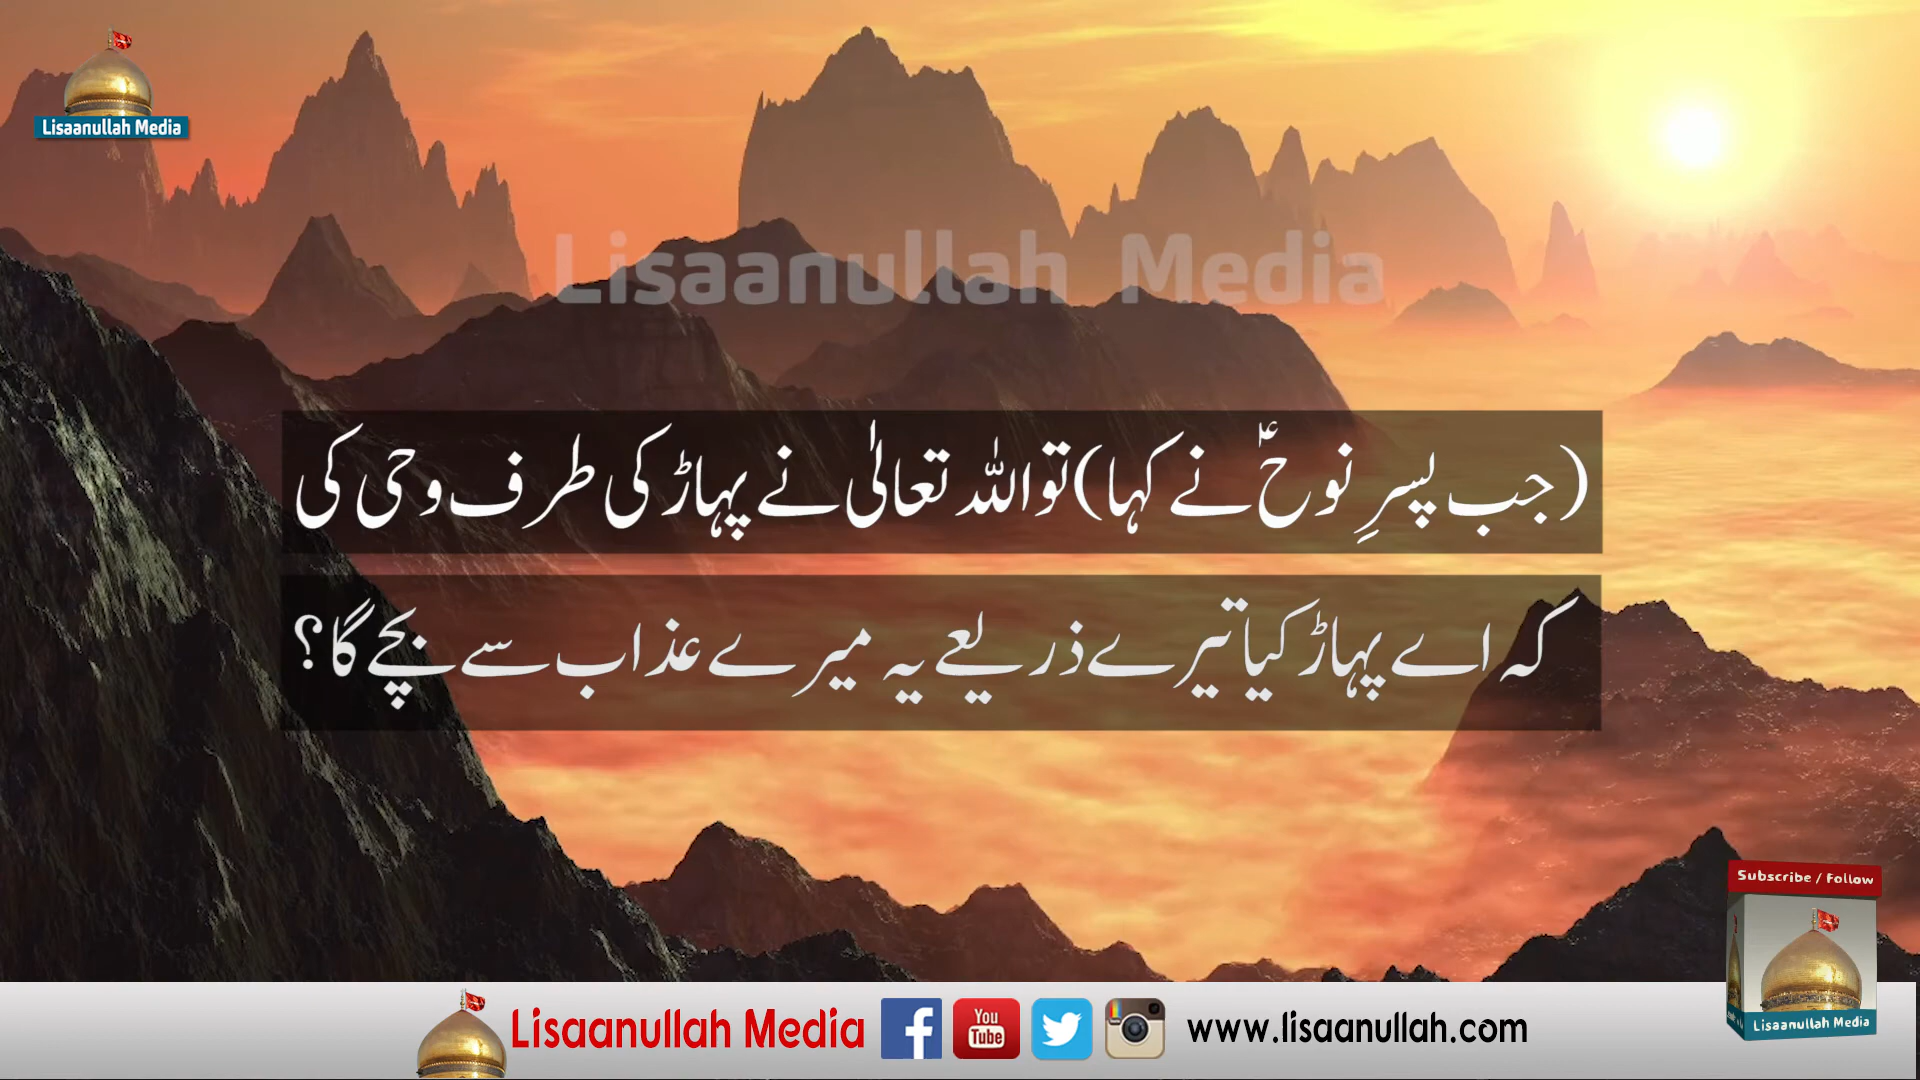 Lisaanullah Media
Lisaanullah Media
(جب پسرِ نوحؑ نے کہا) تو اللہ تعالٰی نے پہاڑ کی طرف وحی کی
کہ اے پہاڑ کیا تیرے ذریعے یہ میرے عذاب سے بچے گا؟
Subscribe / Follow
Lisaanullah Media
Lisaanullah Media
You Tube
www.lisaanullah.com